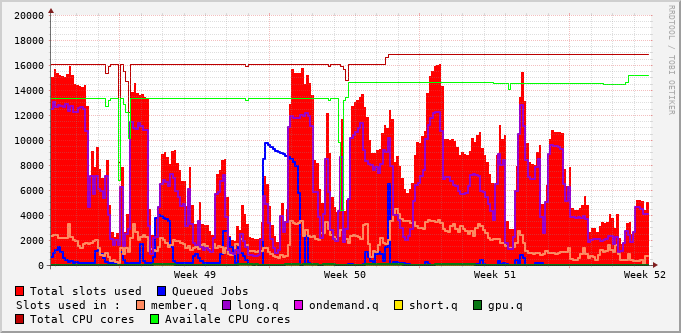 20000
18000
16000
14000
12000
10000
8000
6000
4000
2000
0
Week 49 Week 50 Week 51 Week 52
RRDTOOL / TOBI OETIKER
Total slots used Queued Jobs
Slots used in : member.q long.q ondemand.q short.q gpu.q
Total CPU cores Availale CPU cores